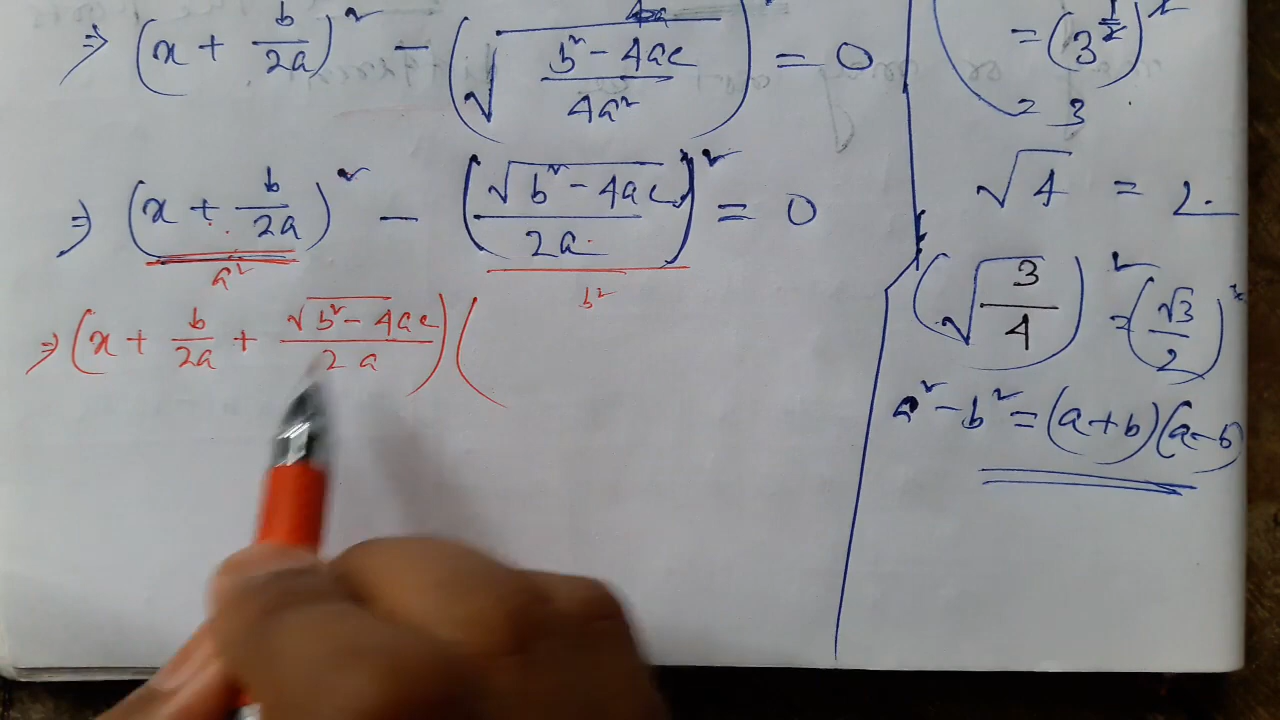 ⇒ (x + b/2a)² − (√(b² − 4ac / 4a²))² = 0
⇒ (x + b/2a)² − (√(b² − 4ac) / 2a)² = 0
a²
b²
⇒ (x + b/2a + √(b² − 4ac) / 2a) (
= (3^(1/2))²
= 3
√4 = 2.
(√(3/4))² = (√3/2)²
a² − b² = (a+b)(a−b)